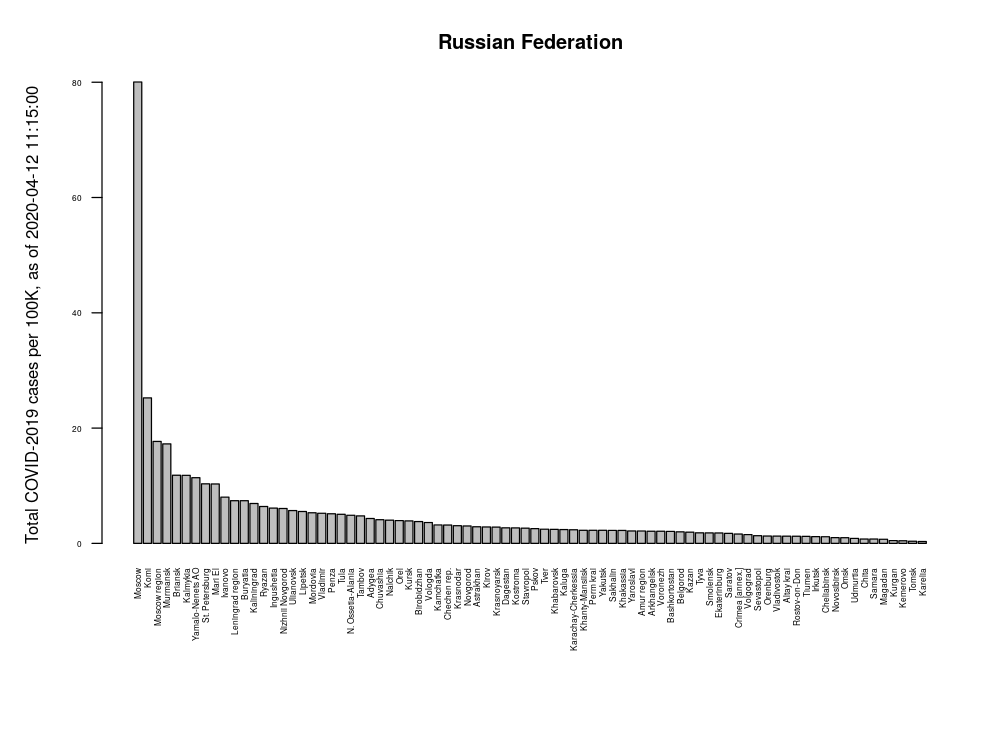 Russian Federation
Total COVID-2019 cases per 100K, as of 2020-04-12 11:15:00
80
60
40
20
0
Moscow
Komi
Moscow region
Murmansk
Briansk
Kalmykia
Yamalo-Nenets AO
St. Petersburg
Mari El
Ivanovo
Leningrad region
Buryatia
Kaliningrad
Ryazan
Ingushetia
Nizhnii Novgorod
Ulianovsk
Lipetsk
Mordovia
Vladimir
Penza
Tula
N. Ossetia-Alania
Tambov
Adygea
Chuvashia
Nalchik
Orel
Kursk
Birobidzhan
Vologda
Kamchatka
Chechen rep.
Krasnodar
Novgorod
Astrakhan
Kirov
Krasnoyarsk
Dagestan
Kostroma
Stavropol
Pskov
Tver
Khabarovsk
Kaluga
Karachay-Cherkessia
Khanty-Mansiisk
Perm krai
Yakutsk
Sakhalin
Khakassia
Yaroslavl
Amur region
Arkhangelsk
Voronezh
Bashkortostan
Belgorod
Kazan
Tyva
Smolensk
Ekaterinburg
Saratov
Crimea [annex.]
Volgograd
Sevastopol
Orenburg
Vladivostok
Altay kraI
Rostov-on-Don
Tiumen
Irkutsk
Cheliabinsk
Novosibirsk
Omsk
Udmurtia
Chita
Samara
Magadan
Kurgan
Kemerovo
Tomsk
Karelia